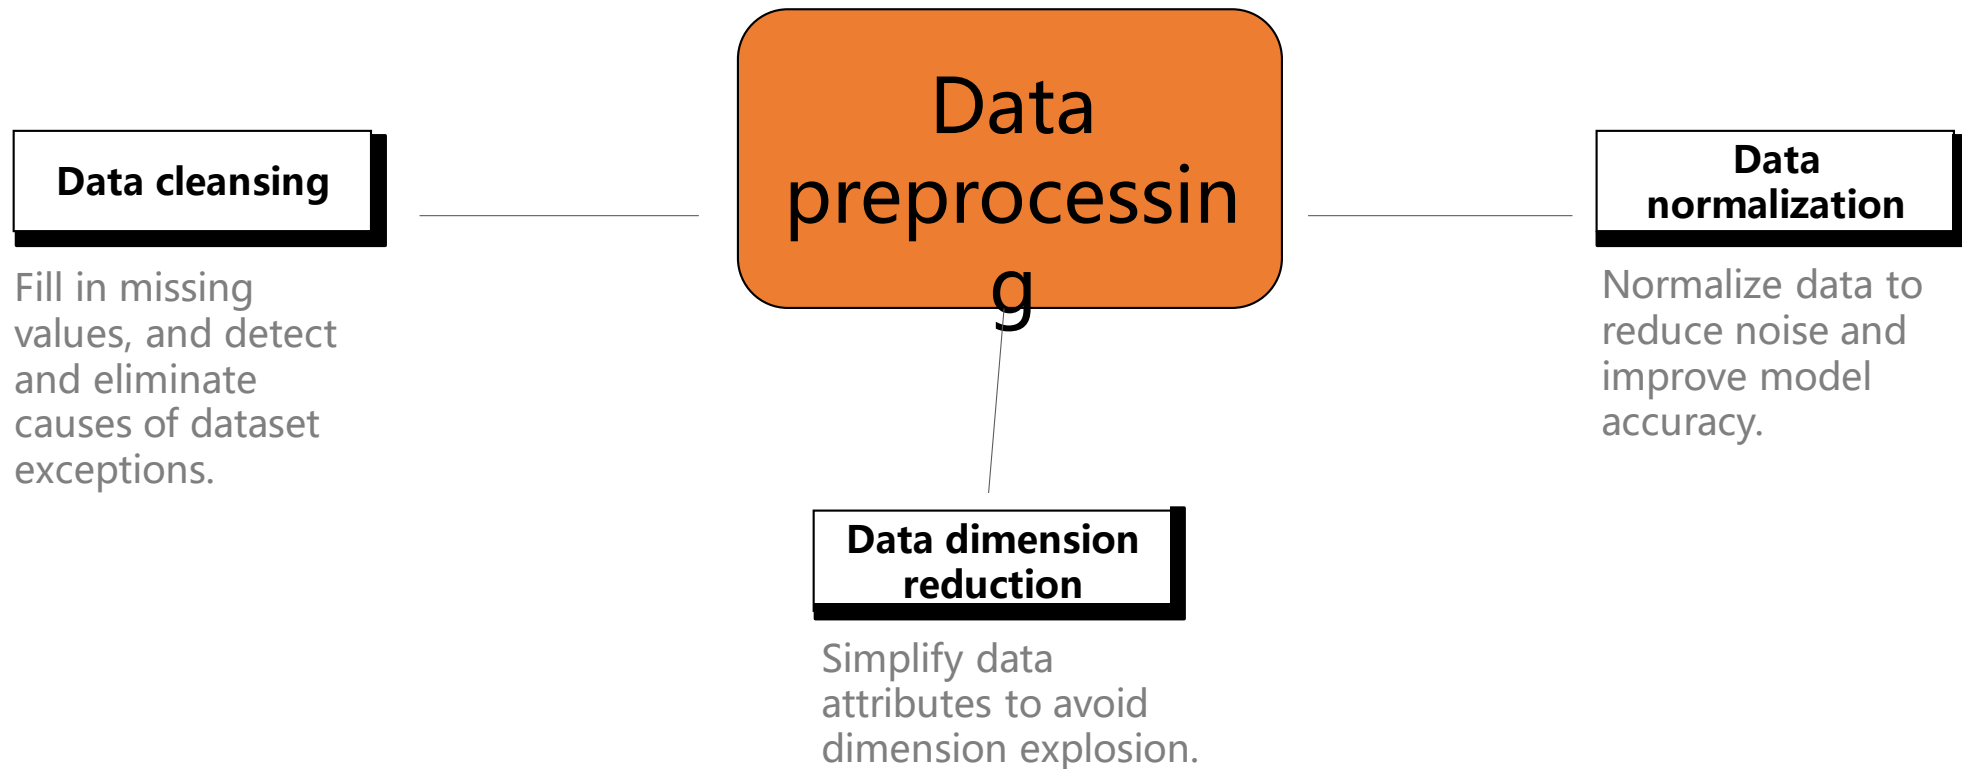 Data
preprocessin
g
Data cleansing
Fill in missing
values, and detect
and eliminate
causes of dataset
exceptions.
Data
normalization
Normalize data to
reduce noise and
improve model
accuracy.
Data dimension
reduction
Simplify data
attributes to avoid
dimension explosion.